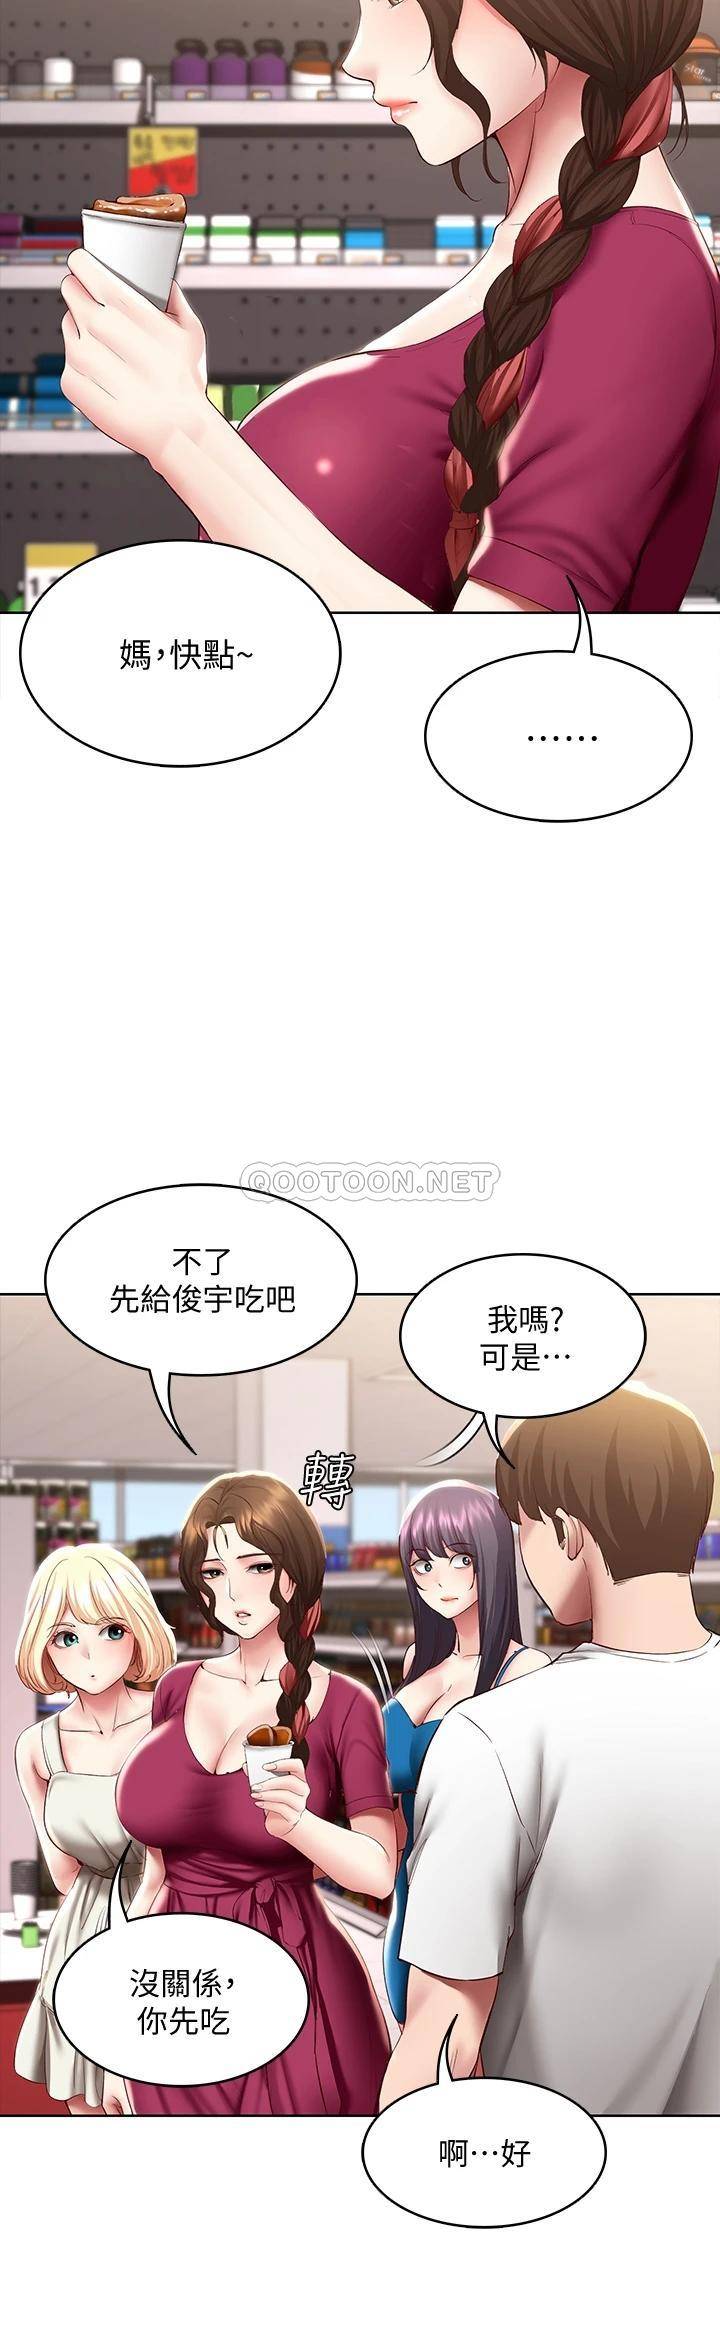 star
媽，快點~
……
QOOTOON.NET
不了
先給俊宇吃吧
我嗎？
可是…
轉
沒關係，
你先吃
啊…好